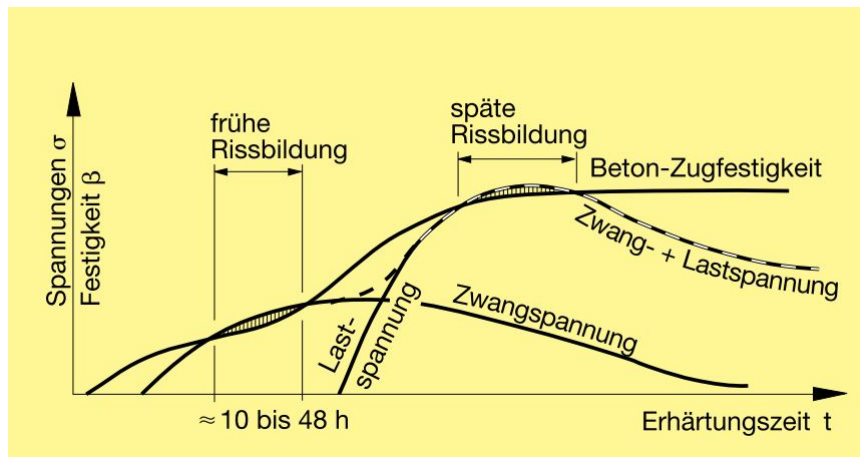 Spannungen σ
Festigkeit β
frühe
Rissbildung
späte
Rissbildung
Beton-Zugfestigkeit
Zwang- + Lastspannung
Zwangspannung
Last-
spannung
≈ 10 bis 48 h
Erhärtungszeit t